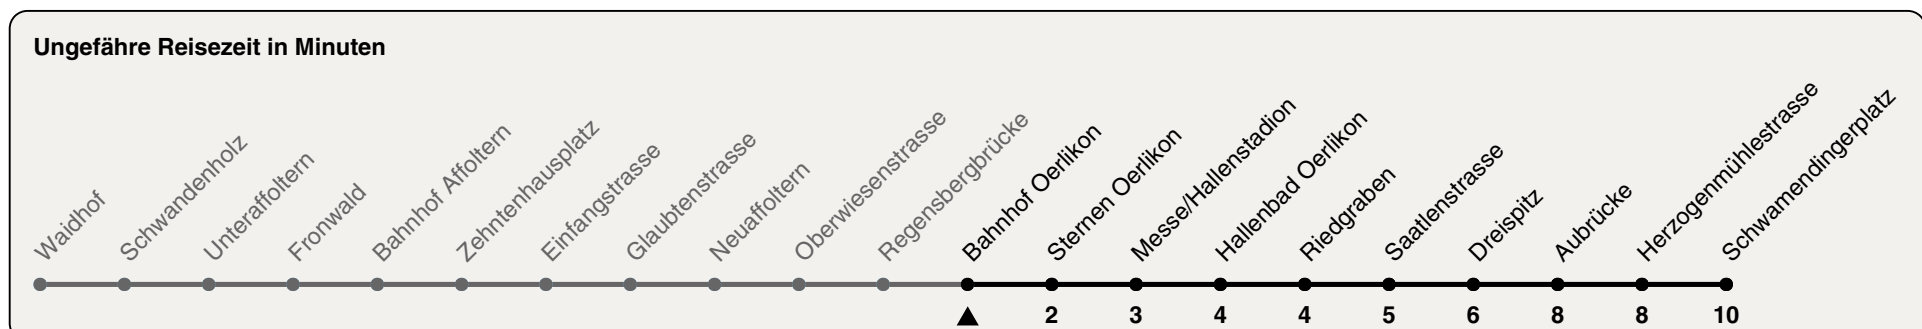 Ungefähre Reisezeit in Minuten
Waidhof
Schwandenholz
Unteraffoltern
Fronwald
Bahnhof Affoltern
Zehntenhausplatz
Einfangstrasse
Glaubtenstrasse
Neuaffoltern
Oberwiesenstrasse
Regensbergbrücke
Bahnhof Oerlikon
Sternen Oerlikon
Messe/Hallenstadion
Hallenbad Oerlikon
Riedgraben
Saatlenstrasse
Dreispitz
Aubrücke
Herzogenmühlestrasse
Schwamendingerplatz
2 3 4 4 5 6 8 8 10